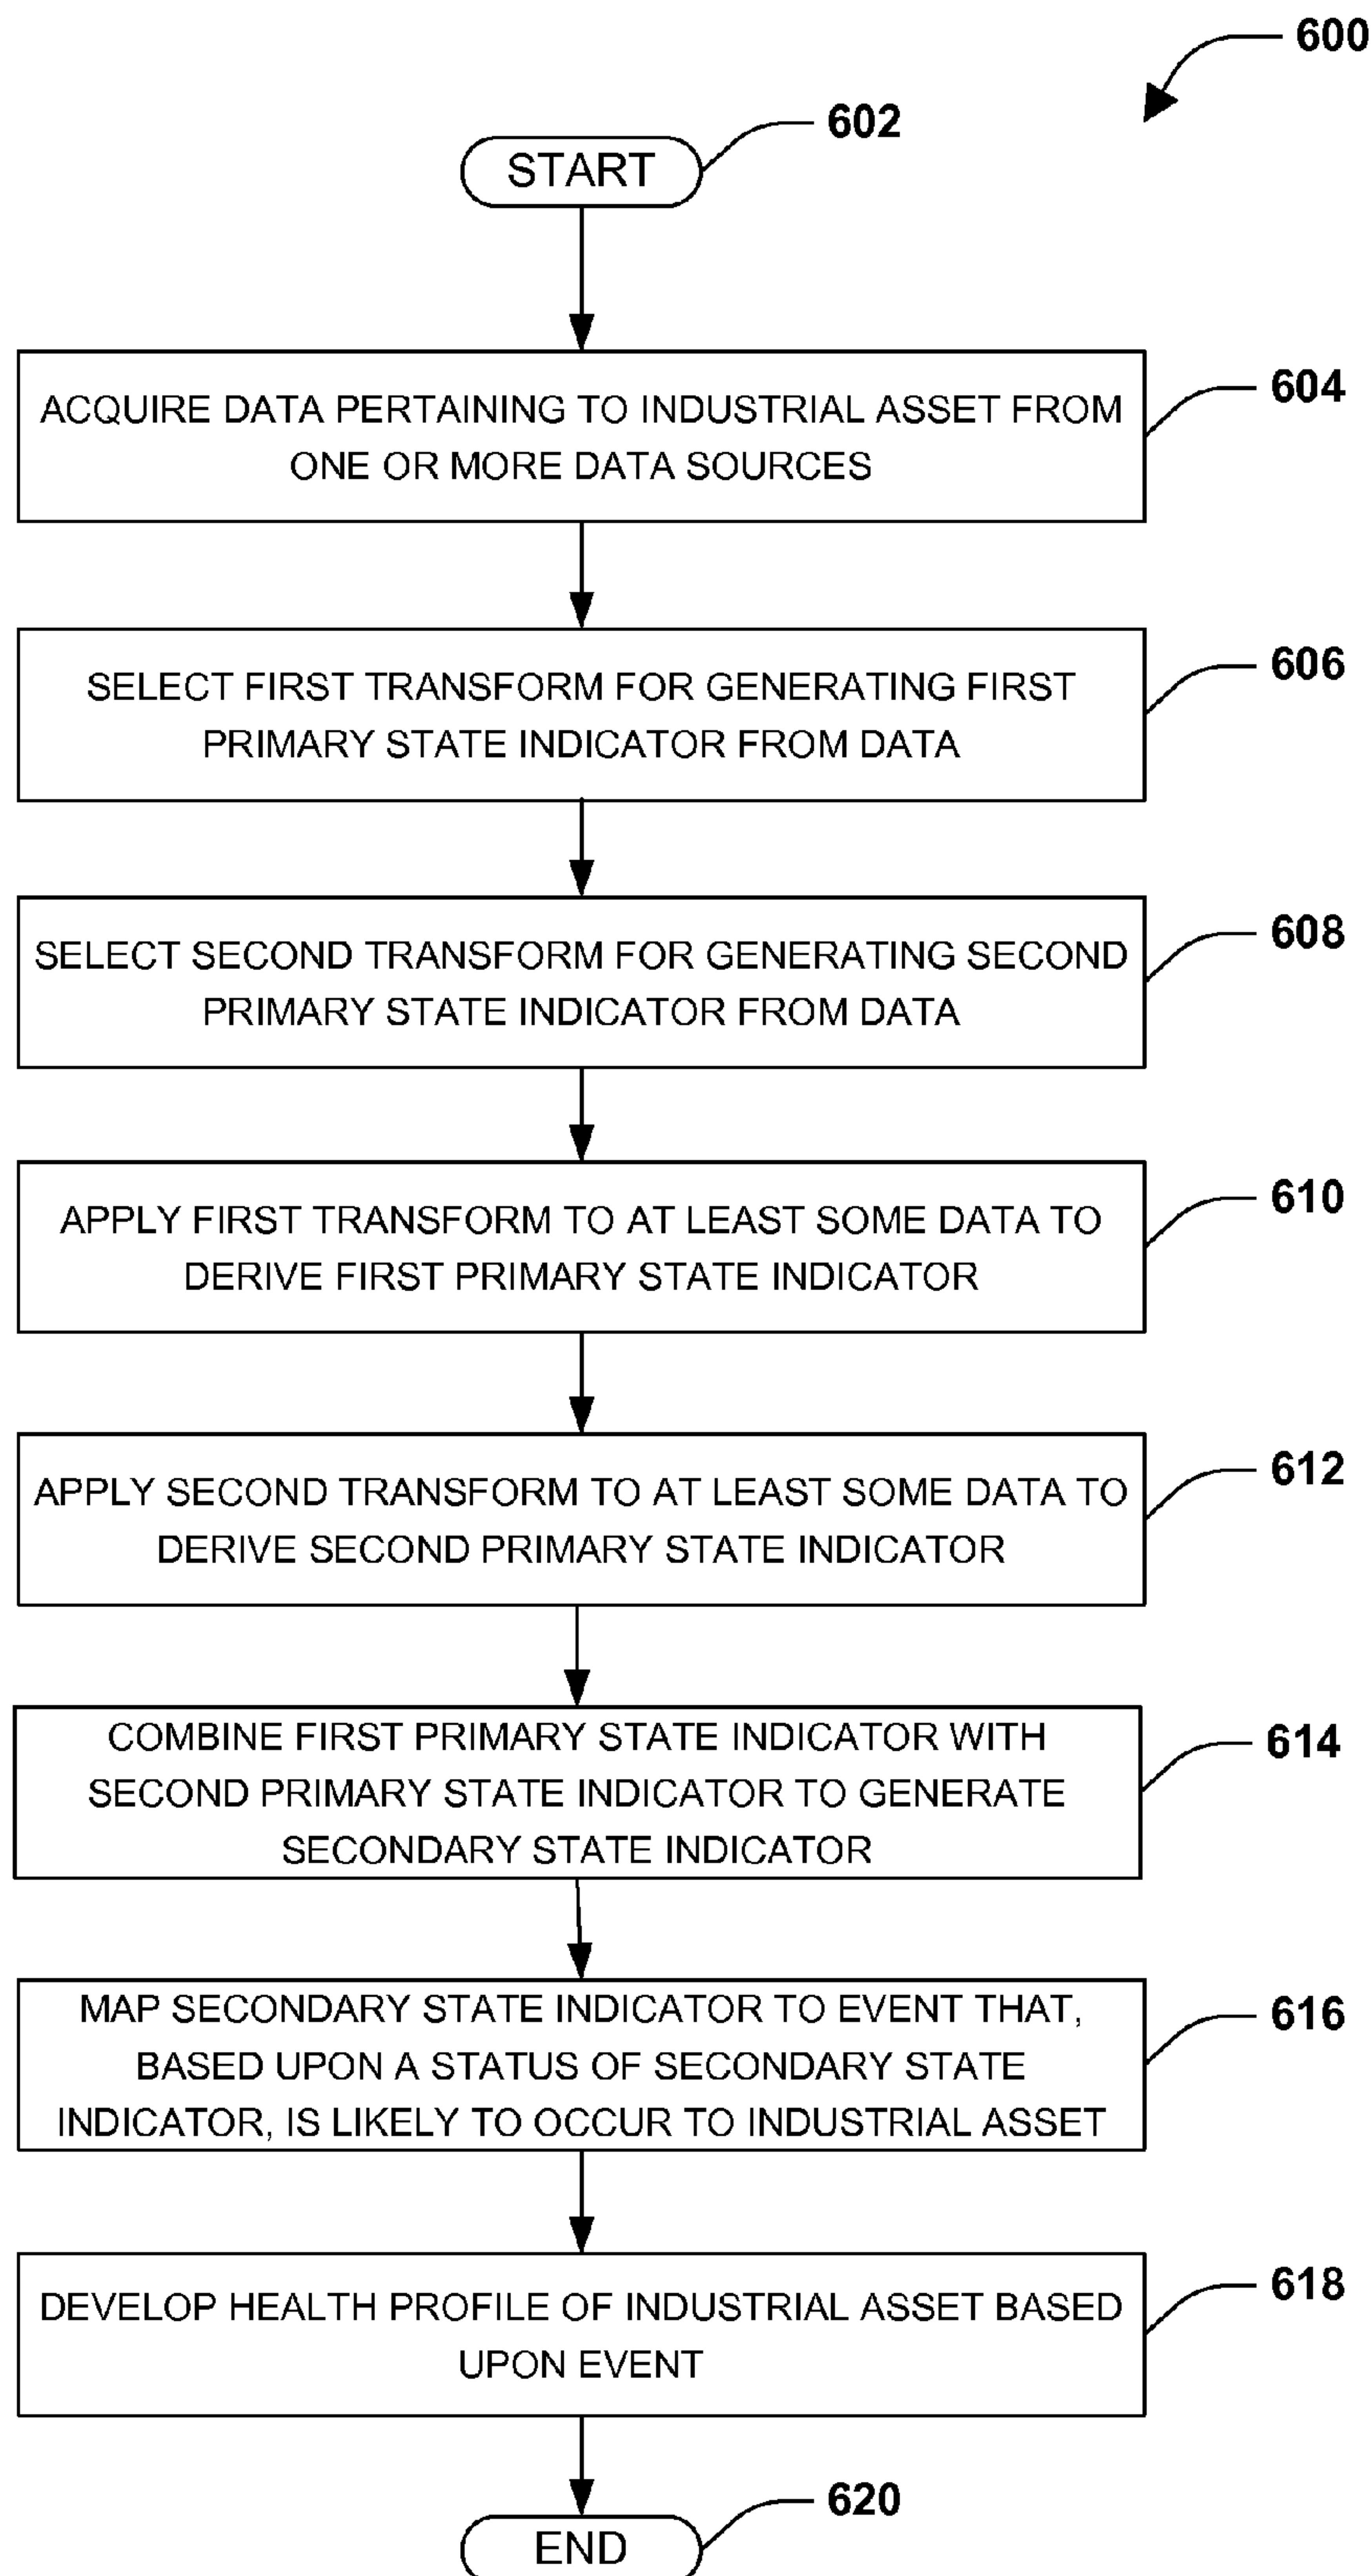 600
602
START
604
ACQUIRE DATA PERTAINING TO INDUSTRIAL ASSET FROM
ONE OR MORE DATA SOURCES
606
SELECT FIRST TRANSFORM FOR GENERATING FIRST
PRIMARY STATE INDICATOR FROM DATA
608
SELECT SECOND TRANSFORM FOR GENERATING SECOND
PRIMARY STATE INDICATOR FROM DATA
610
APPLY FIRST TRANSFORM TO AT LEAST SOME DATA TO
DERIVE FIRST PRIMARY STATE INDICATOR
612
APPLY SECOND TRANSFORM TO AT LEAST SOME DATA TO
DERIVE SECOND PRIMARY STATE INDICATOR
614
COMBINE FIRST PRIMARY STATE INDICATOR WITH
SECOND PRIMARY STATE INDICATOR TO GENERATE
SECONDARY STATE INDICATOR
616
MAP SECONDARY STATE INDICATOR TO EVENT THAT,
BASED UPON A STATUS OF SECONDARY STATE
INDICATOR, IS LIKELY TO OCCUR TO INDUSTRIAL ASSET
618
DEVELOP HEALTH PROFILE OF INDUSTRIAL ASSET BASED
UPON EVENT
620
END